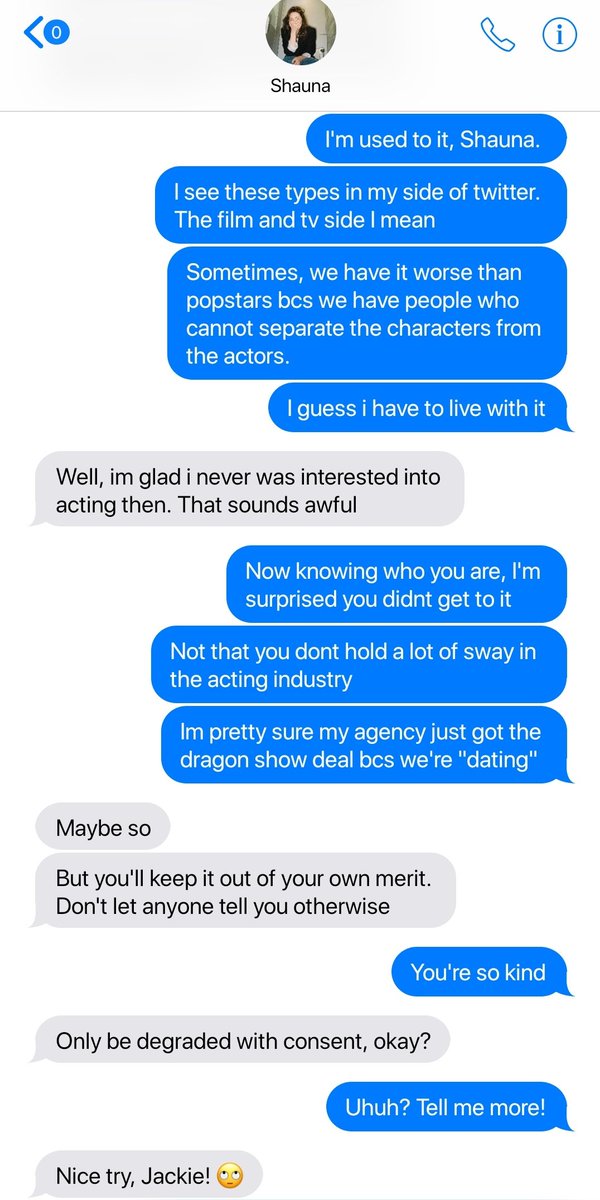 0
Shauna
I'm used to it, Shauna.
I see these types in my side of twitter.
The film and tv side I mean
Sometimes, we have it worse than
popstars bcs we have people who
cannot separate the characters from
the actors.
I guess i have to live with it
Well, im glad i never was interested into
acting then. That sounds awful
Now knowing who you are, I'm
surprised you didnt get to it
Not that you dont hold a lot of sway in
the acting industry
Im pretty sure my agency just got the
dragon show deal bcs we're "dating"
Maybe so
But you'll keep it out of your own merit.
Don't let anyone tell you otherwise
You're so kind
Only be degraded with consent, okay?
Uhuh? Tell me more!
Nice try, Jackie! 🙄